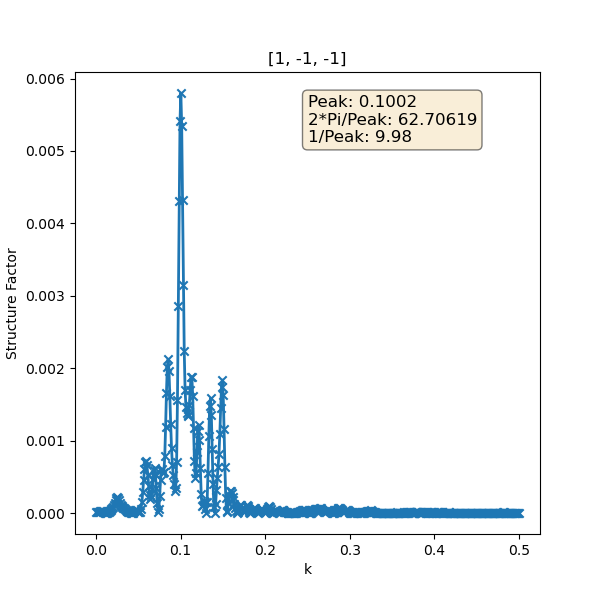 [1, -1, -1]
Peak: 0.1002
2*Pi/Peak: 62.70619
1/Peak: 9.98
Structure Factor
0.006
0.005
0.004
0.003
0.002
0.001
0.000
0.0 0.1 0.2 0.3 0.4 0.5
k